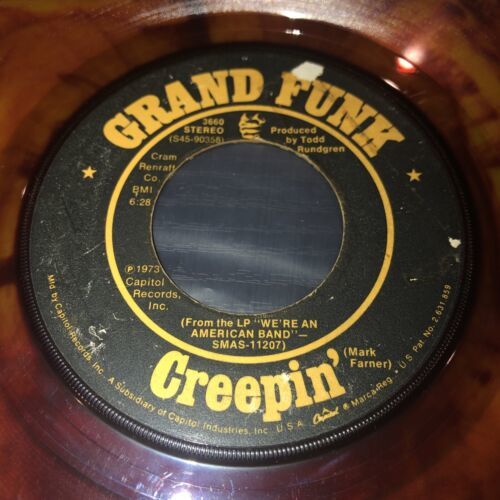 GRAND FUNK
3660
STEREO
(S45-90358)
Produced
by Todd
Rundgren
Cram
Renraff
Co.
BMI
6:28
℗1973
Capitol
Records,
Inc.
(From the LP "WE'RE AN
AMERICAN BAND"—
SMAS-11207)
Creepin'
(Mark
Farner)
Mfg. by Capitol Records, Inc. A Subsidiary of Capitol Industries, Inc. U.S.A. Capitol ® Marca Reg. - U.S. Pat. No. 2,631,859